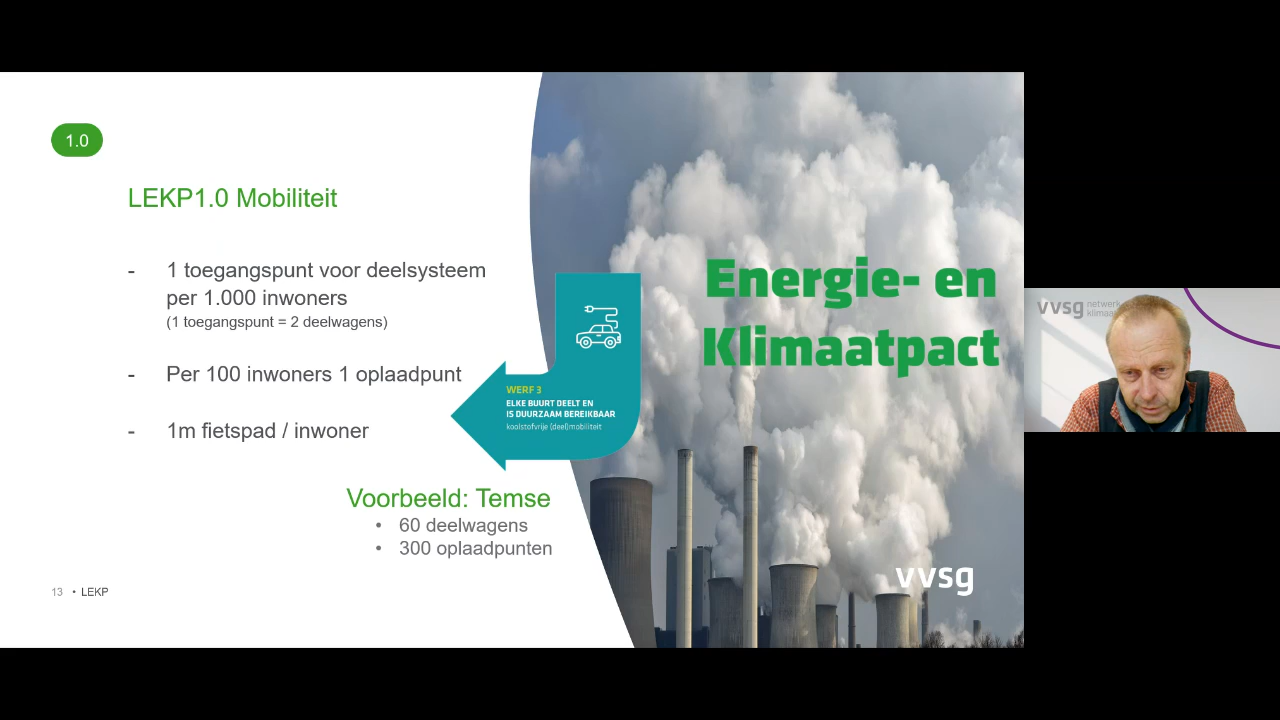 1.0
LEKP1.0 Mobiliteit
- 1 toegangspunt voor deelsysteem
per 1.000 inwoners
(1 toegangspunt = 2 deelwagens)
- Per 100 inwoners 1 oplaadpunt
- 1m fietspad / inwoner
WERF 3
ELKE BUURT DEELT EN
IS DUURZAAM BEREIKBAAR
koolstofvrije (deel)mobiliteit
Voorbeeld: Temse
• 60 deelwagens
• 300 oplaadpunten
13 • LEKP
Energie- en
Klimaatpact
vvsg
vvsg netwerk